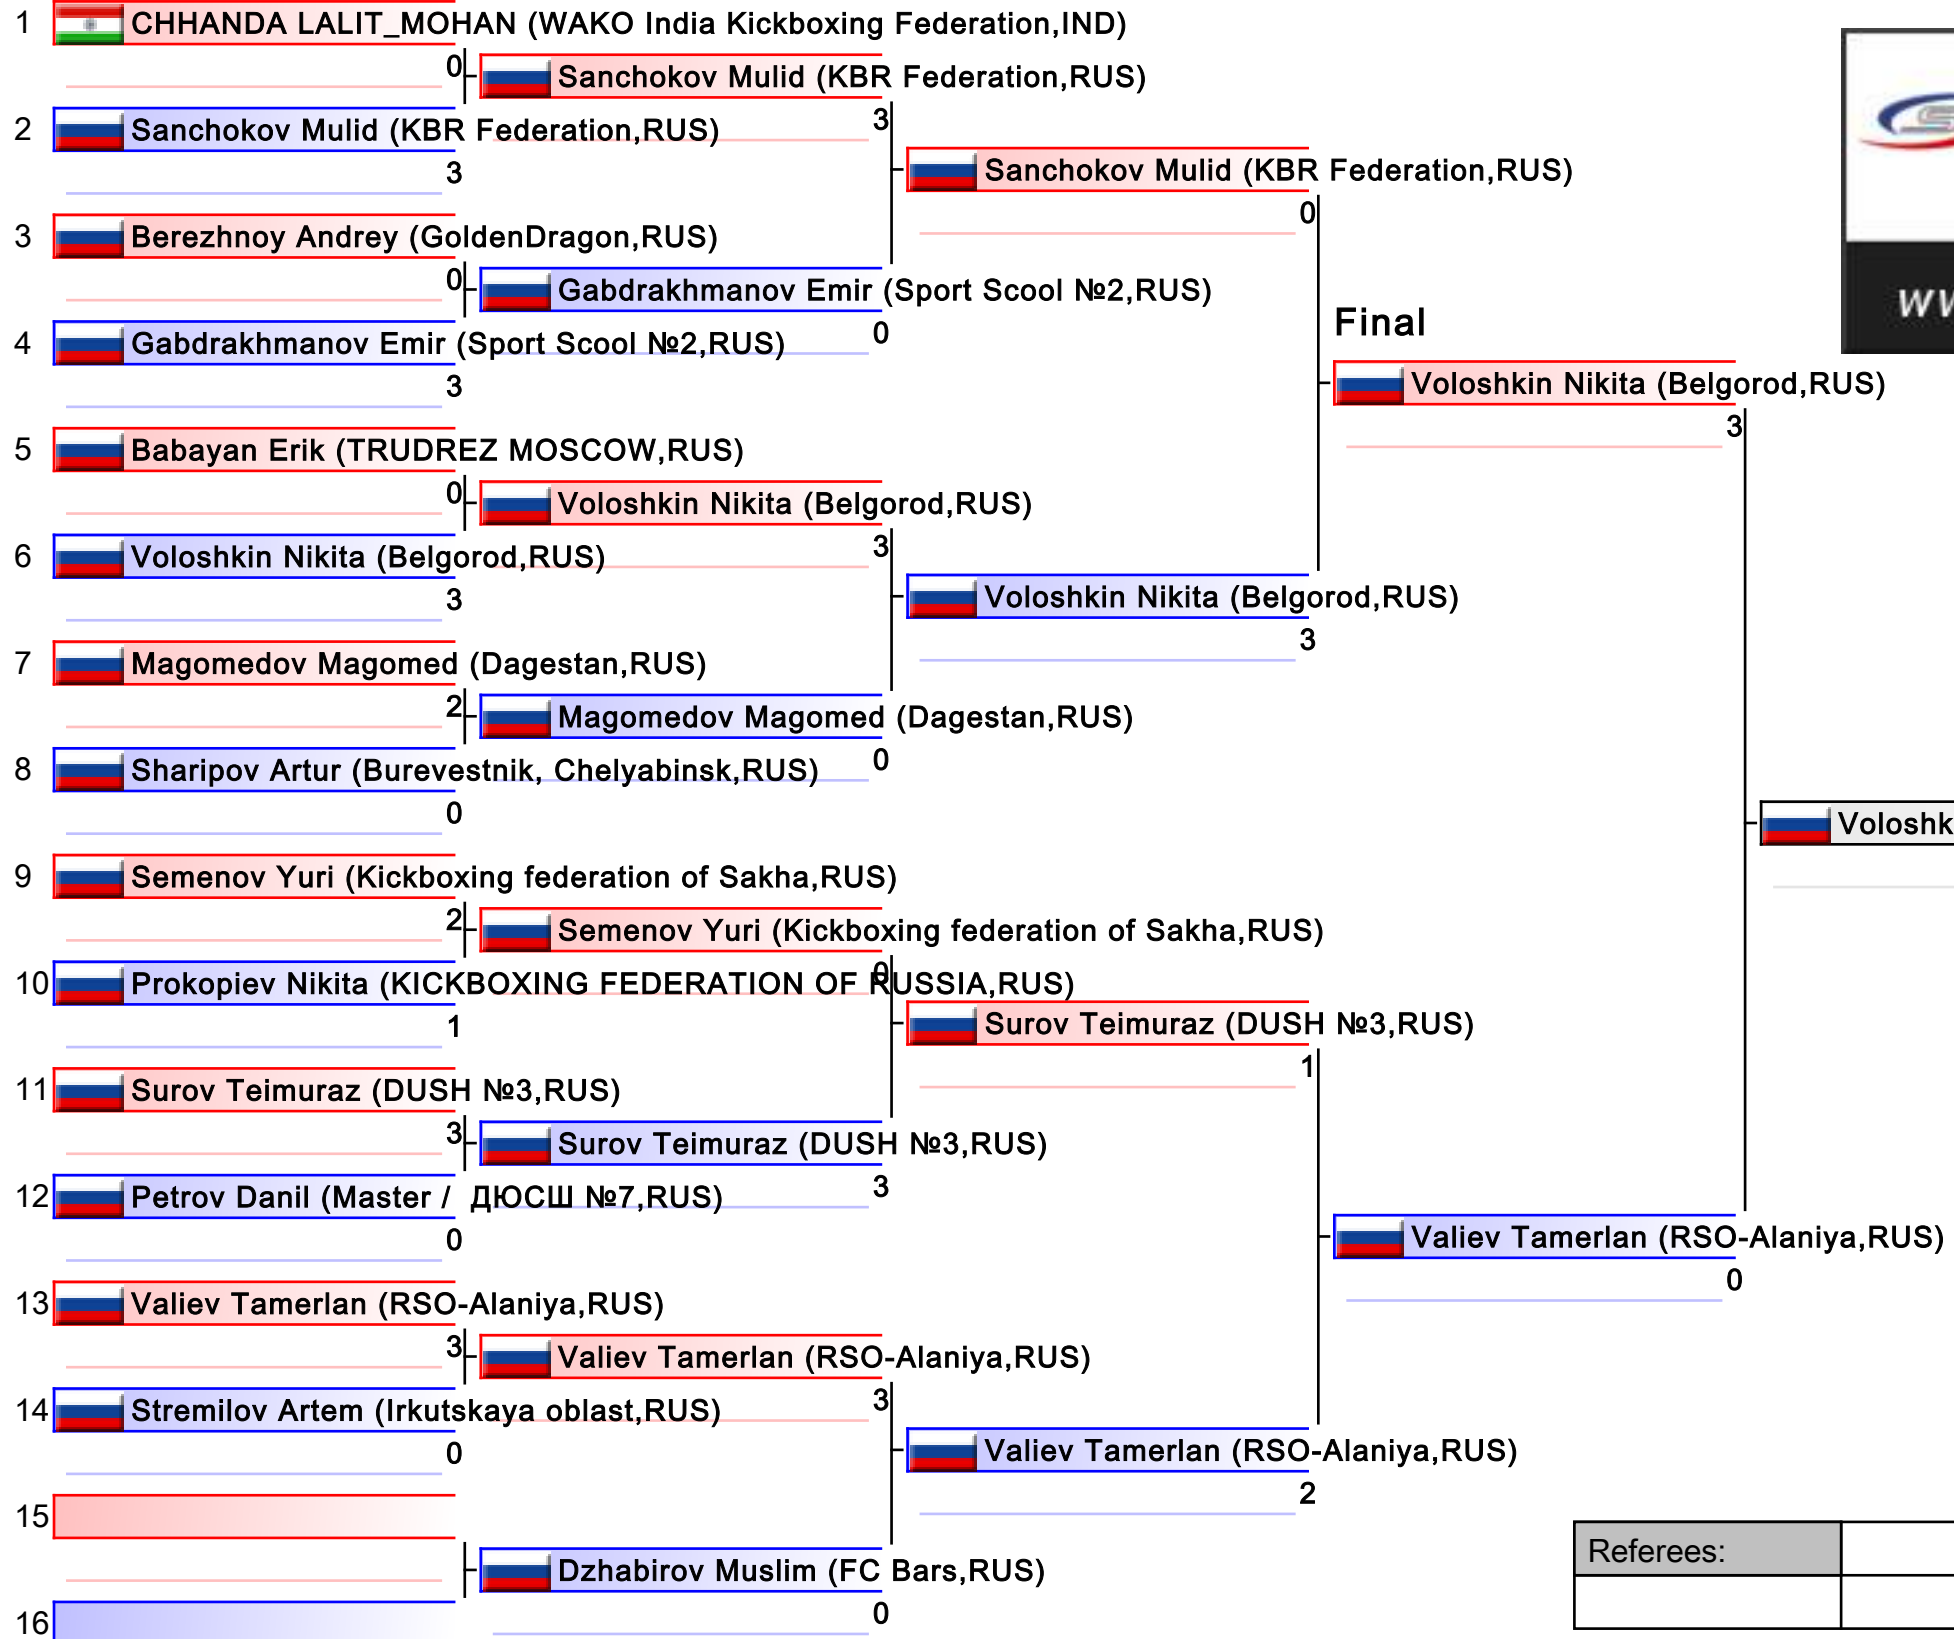 1 CHHANDA LALIT_MOHAN (WAKO India Kickboxing Federation,IND)
0
Sanchokov Mulid (KBR Federation,RUS)
3
2 Sanchokov Mulid (KBR Federation,RUS)
3
Sanchokov Mulid (KBR Federation,RUS)
0
3 Berezhnoy Andrey (GoldenDragon,RUS)
0
Gabdrakhmanov Emir (Sport Scool №2,RUS)
0
4 Gabdrakhmanov Emir (Sport Scool №2,RUS)
3
Final
Voloshkin Nikita (Belgorod,RUS)
3
5 Babayan Erik (TRUDREZ MOSCOW,RUS)
0
Voloshkin Nikita (Belgorod,RUS)
3
6 Voloshkin Nikita (Belgorod,RUS)
3
Voloshkin Nikita (Belgorod,RUS)
3
7 Magomedov Magomed (Dagestan,RUS)
2
Magomedov Magomed (Dagestan,RUS)
0
8 Sharipov Artur (Burevestnik, Chelyabinsk,RUS)
0
Voloshk
9 Semenov Yuri (Kickboxing federation of Sakha,RUS)
2
Semenov Yuri (Kickboxing federation of Sakha,RUS)
0
10 Prokopiev Nikita (KICKBOXING FEDERATION OF RUSSIA,RUS)
1
Surov Teimuraz (DUSH №3,RUS)
1
11 Surov Teimuraz (DUSH №3,RUS)
3
Surov Teimuraz (DUSH №3,RUS)
3
12 Petrov Danil (Master / ДЮСШ №7,RUS)
0
Valiev Tamerlan (RSO-Alaniya,RUS)
0
13 Valiev Tamerlan (RSO-Alaniya,RUS)
3
Valiev Tamerlan (RSO-Alaniya,RUS)
3
14 Stremilov Artem (Irkutskaya oblast,RUS)
0
Valiev Tamerlan (RSO-Alaniya,RUS)
2
15
Dzhabirov Muslim (FC Bars,RUS)
0
16
Referees: